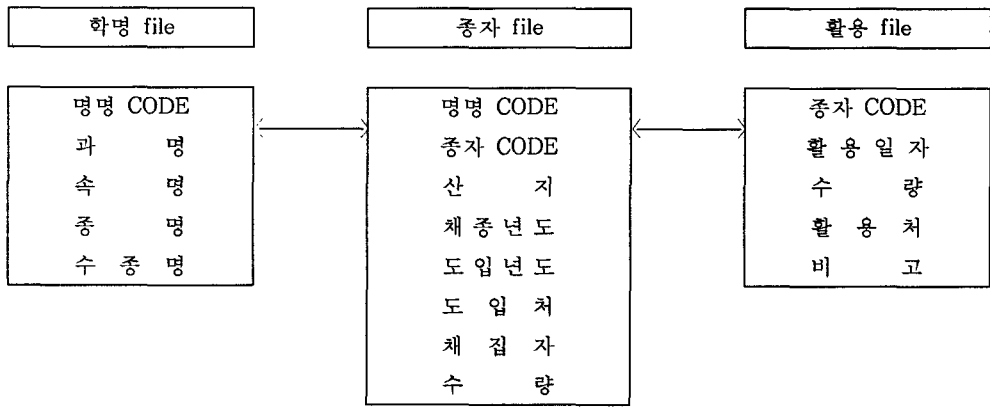 학명 file
종자 file
활용 file
명명 CODE
과 명
속 명
종 명
수 종 명
명명 CODE
종자 CODE
산 지
채 종 년 도
도 입 년 도
도 입 처
채 집 자
수 량
종자 CODE
활 용 일 자
수 량
활 용 처
비 고